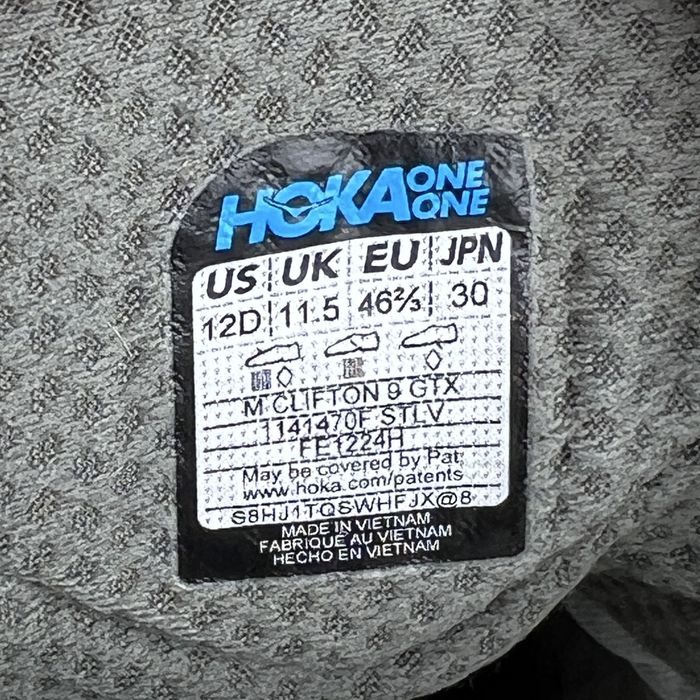 HOKA ONE ONE
US UK EU JPN
12D 11.5 46⅔ 30
M CLIFTON 9 GTX
1141470F STLV
FE1224H
May be covered by Pat.
www.hoka.com/patents
S8HJ1TQSWHFJX@8
MADE IN VIETNAM
FABRIQUÉ AU VIETNAM
HECHO EN VIETNAM